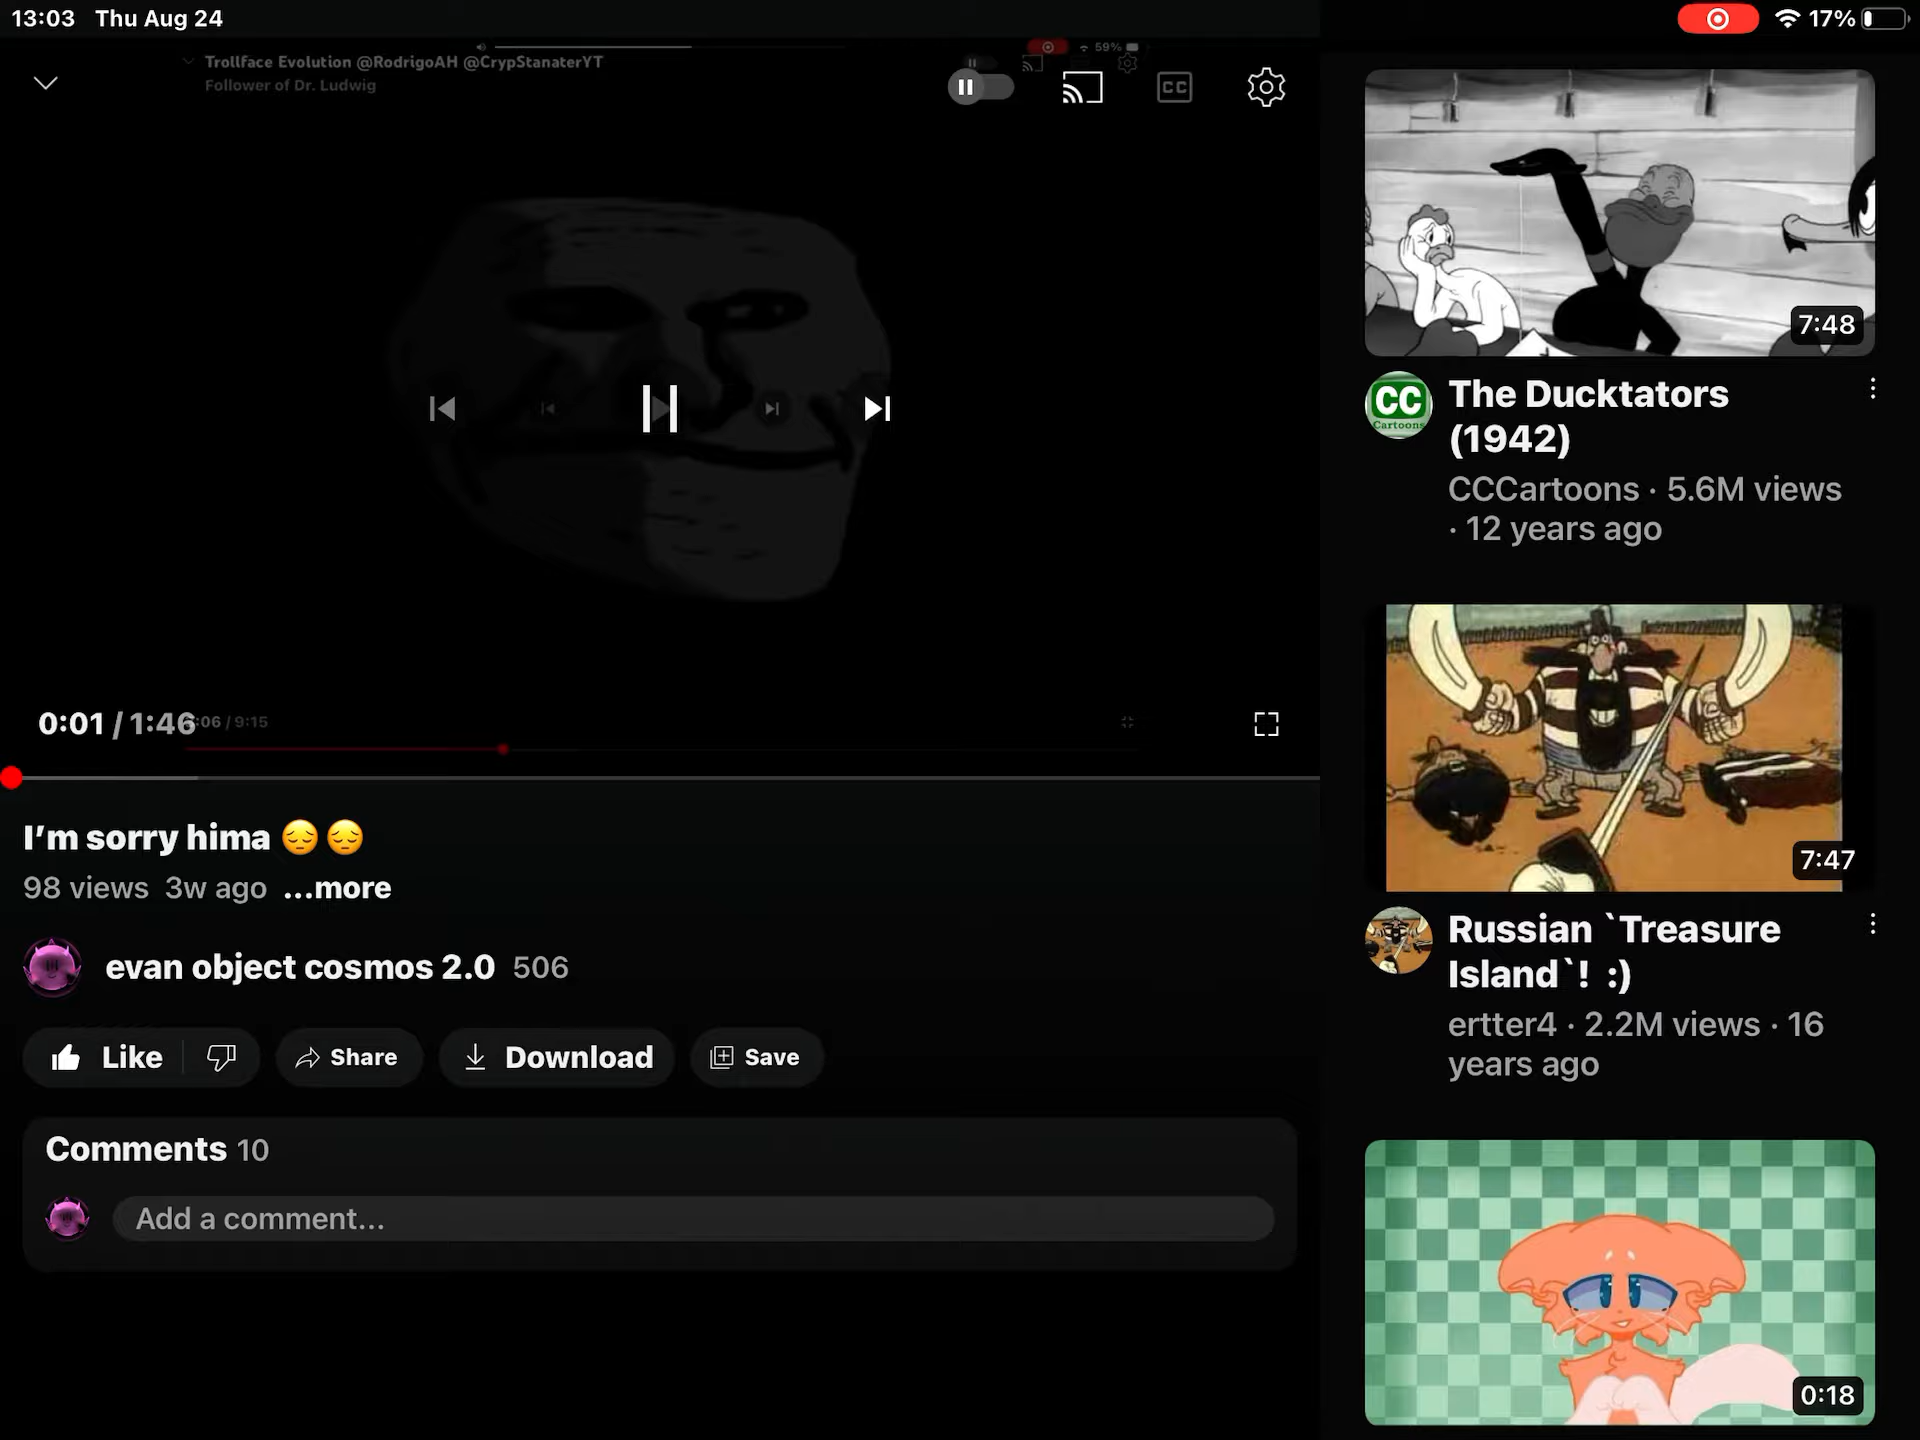 13:03 Thu Aug 24
17%
59%
Trollface Evolution @RodrigoAH @CrypStanaterYT
Follower of Dr. Ludwig
CC
0:01 / 1:46
:06 / 9:15
I'm sorry hima 😔😔
98 views 3w ago ...more
evan object cosmos 2.0 506
Like
Share
Download
Save
Comments 10
Add a comment...
7:48
CC
Cartoons
The Ducktators
(1942)
CCCartoons · 5.6M views
· 12 years ago
7:47
Russian `Treasure
Island`! :)
ertter4 · 2.2M views · 16
years ago
0:18